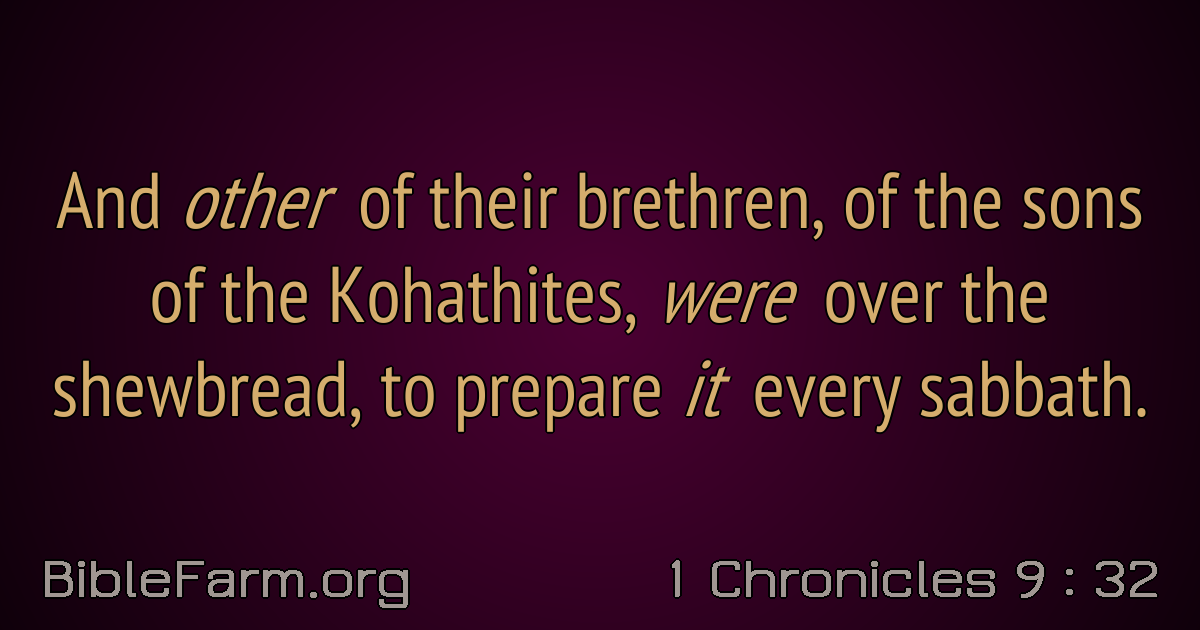 And other of their brethren, of the sons
of the Kohathites, were over the
shewbread, to prepare it every sabbath.
BibleFarm.org
1 Chronicles 9 : 32